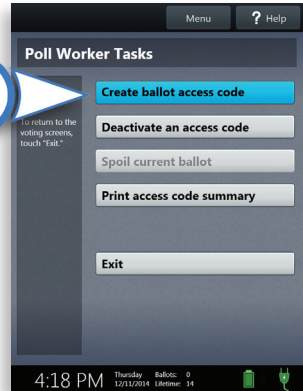 Menu ? Help
Poll Worker Tasks
Create ballot access code
To return to the
voting screens,
touch "Exit."
Deactivate an access code
Spoil current ballot
Print access code summary
Exit
4:18 PM Thursday Ballots: 0
12/11/2014 Lifetime: 14